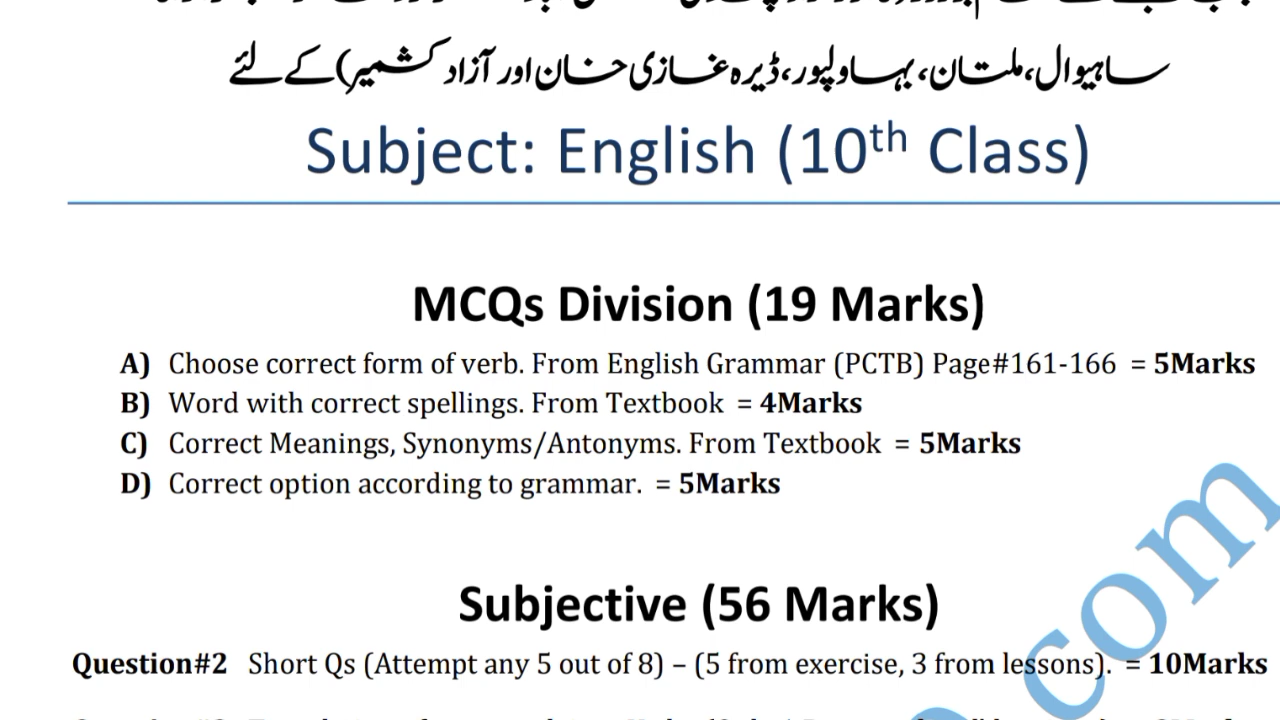 ساہیوال، ملتان، بہاولپور، ڈیرہ غازی خان اور آزاد کشمیر) کے لئے
Subject: English (10th Class)
MCQs Division (19 Marks)
A) Choose correct form of verb. From English Grammar (PCTB) Page#161-166 = 5Marks
B) Word with correct spellings. From Textbook = 4Marks
C) Correct Meanings, Synonyms/Antonyms. From Textbook = 5Marks
D) Correct option according to grammar. = 5Marks
Subjective (56 Marks)
Question#2 Short Qs (Attempt any 5 out of 8) – (5 from exercise, 3 from lessons). = 10Marks
com